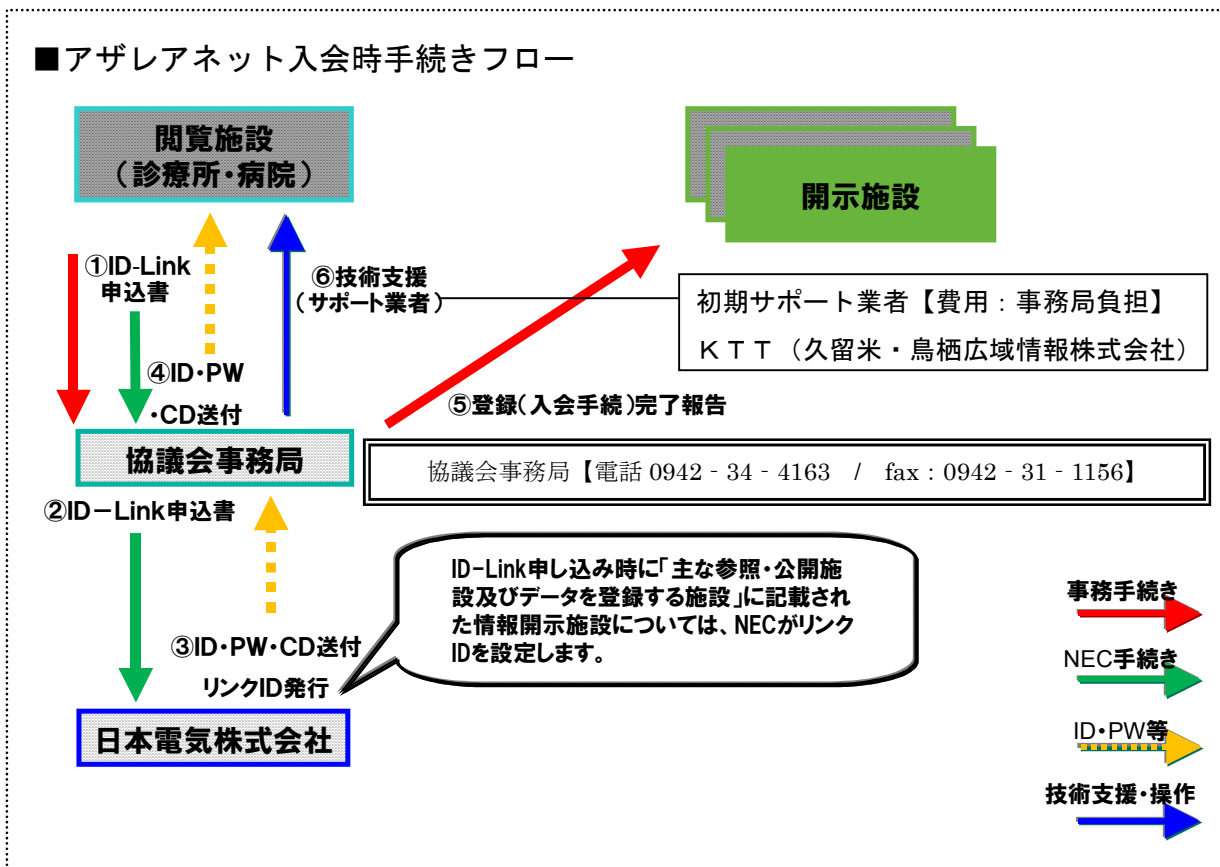 ■アザレアネット入会時手続きフロー
閲覧施設
（診療所・病院）
開示施設
①ID-Link
申込書
⑥技術支援
（サポート業者）
初期サポート業者【費用：事務局負担】
ＫＴＴ（久留米・鳥栖広域情報株式会社）
④ID・PW
・CD送付
⑤登録（入会手続）完了報告
協議会事務局
協議会事務局【電話 0942 - 34 - 4163 / fax : 0942 - 31 - 1156】
②ID－Link申込書
ID-Link申し込み時に「主な参照・公開施
設及びデータを登録する施設」に記載され
た情報開示施設については、NECがリンク
IDを設定します。
③ID・PW・CD送付
リンクID発行
日本電気株式会社
事務手続き
NEC手続き
ID・PW等
技術支援・操作